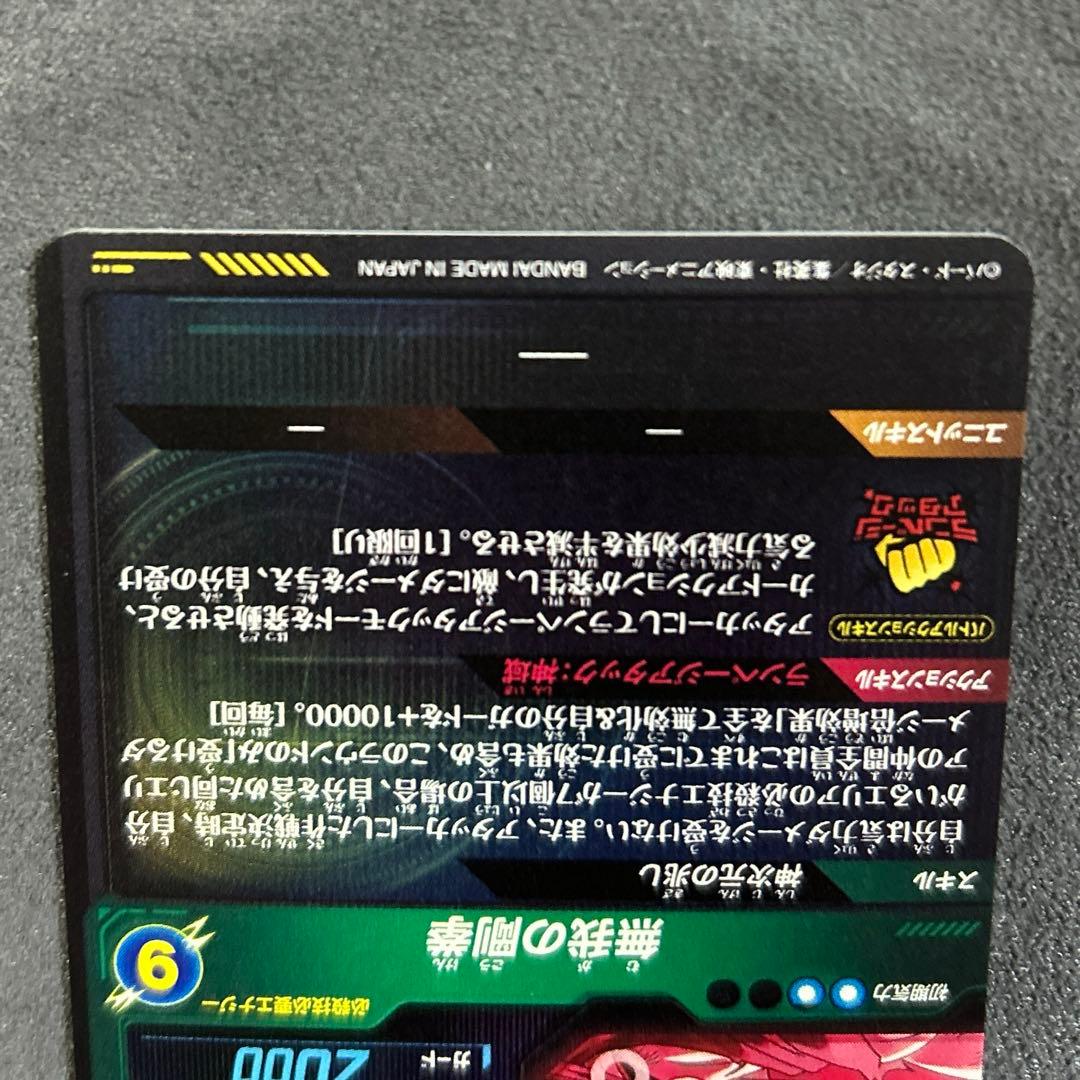 ガード 2000
初期気力
必殺技必要エナジー 6
無我の剛拳
スキル 神次元の兆し
自分は気力ダメージを受けない。また、アタッカーにした作戦決定時、自分
がいるエリアの必殺技エナジーが7個以上の場合、自分を含めた同じエリ
アの仲間全員はこれまでに受けた効果も含め、このラウンドのみ「受けるダ
メージ倍増効果」を全て無効化&自分のガードを+10000。[毎回]
アクションスキル ランページアタック:神域
バトルアクションスキル
ランページアタック
アタッカーにしてランページアタックモードを発動させると、
カードアクションが発生し、敵にダメージを与え、自分の受け
る気力減少効果を半減させる。[1回限り]
ユニットスキル ー ー
ー
©バード・スタジオ／集英社・東映アニメーション BANDAI MADE IN JAPAN